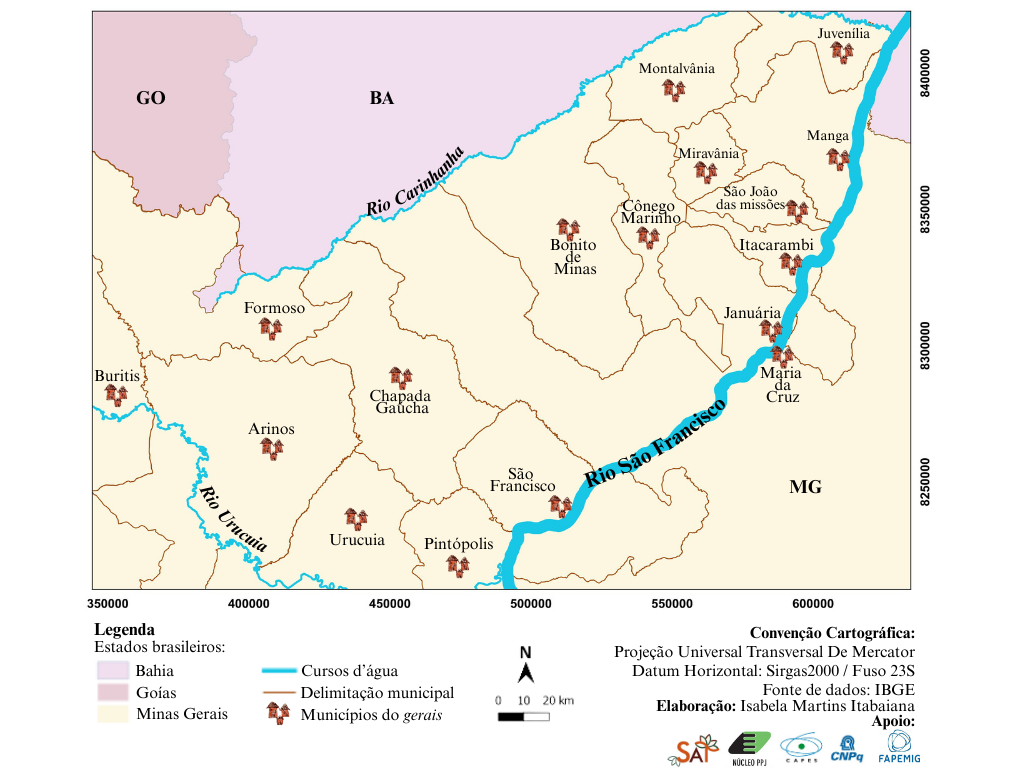 Juvenília
Montalvânia
GO
BA
Manga
Miravânia
Rio Carinhanha
São João
das missões
Cônego
Marinho
Bonito
de
Minas
Itacarambi
Formoso
Januária
Buritis
Chapada
Gaúcha
Maria
da
Cruz
Arinos
Rio São Francisco
São
Francisco
MG
Rio Urucuia
Urucuia
Pintópolis
8400000
8350000
8300000
8250000
350000 400000 450000 500000 550000 600000
Legenda
Estados brasileiros:
Bahia
Goías
Minas Gerais
Cursos d'água
Delimitação municipal
Municípios do gerais
N
0 10 20 km
Convenção Cartográfica:
Projeção Universal Transversal De Mercator
Datum Horizontal: Sirgas2000 / Fuso 23S
Fonte de dados: IBGE
Elaboração: Isabela Martins Itabaiana
Apoio:
SAP
NÚCLEO PPJ
CAPES
CNPq
FAPEMIG